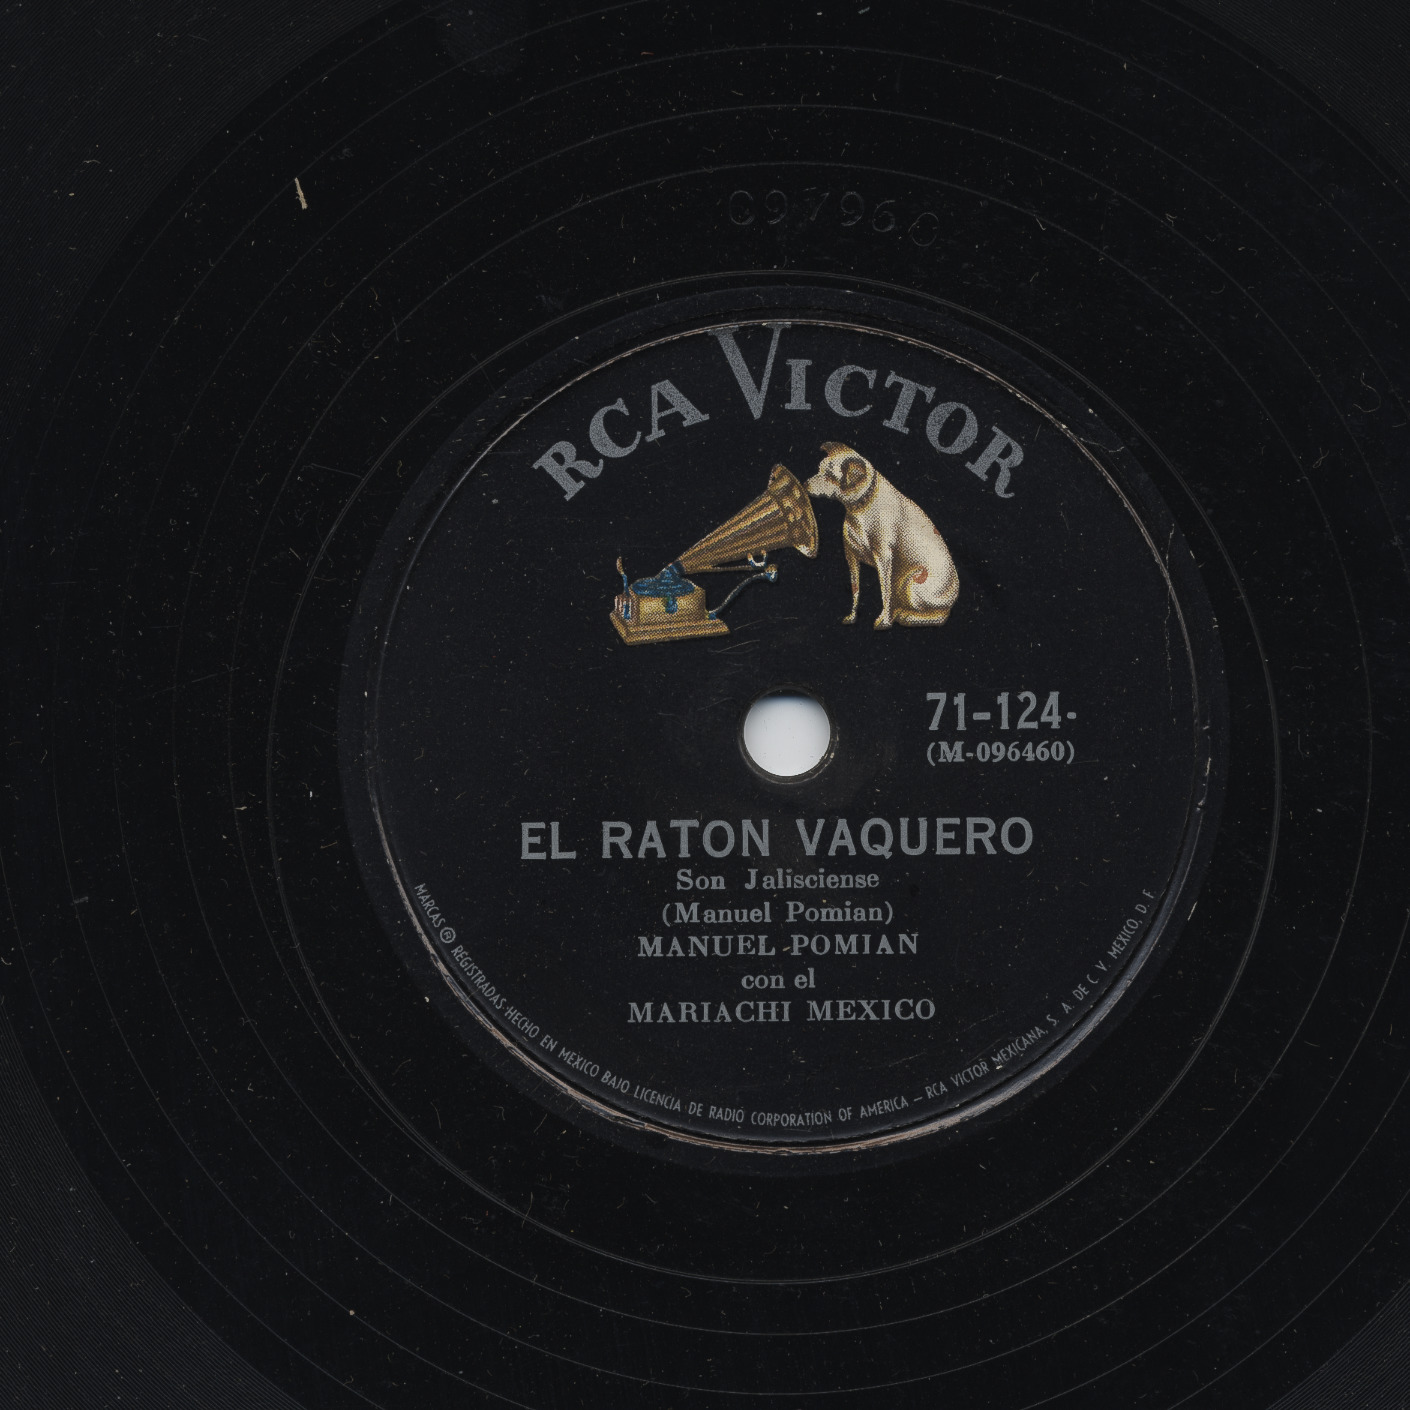 C97960
RCA VICTOR
71-124-
(M-096460)
EL RATON VAQUERO
Son Jalisciense
(Manuel Pomian)
MANUEL POMIAN
con el
MARIACHI MEXICO
MARCAS ® REGISTRADAS·HECHO EN MEXICO BAJO LICENCIA DE RADIO CORPORATION OF AMERICA — RCA VICTOR MEXICANA, S. A. DE C. V. MEXICO, D. F.